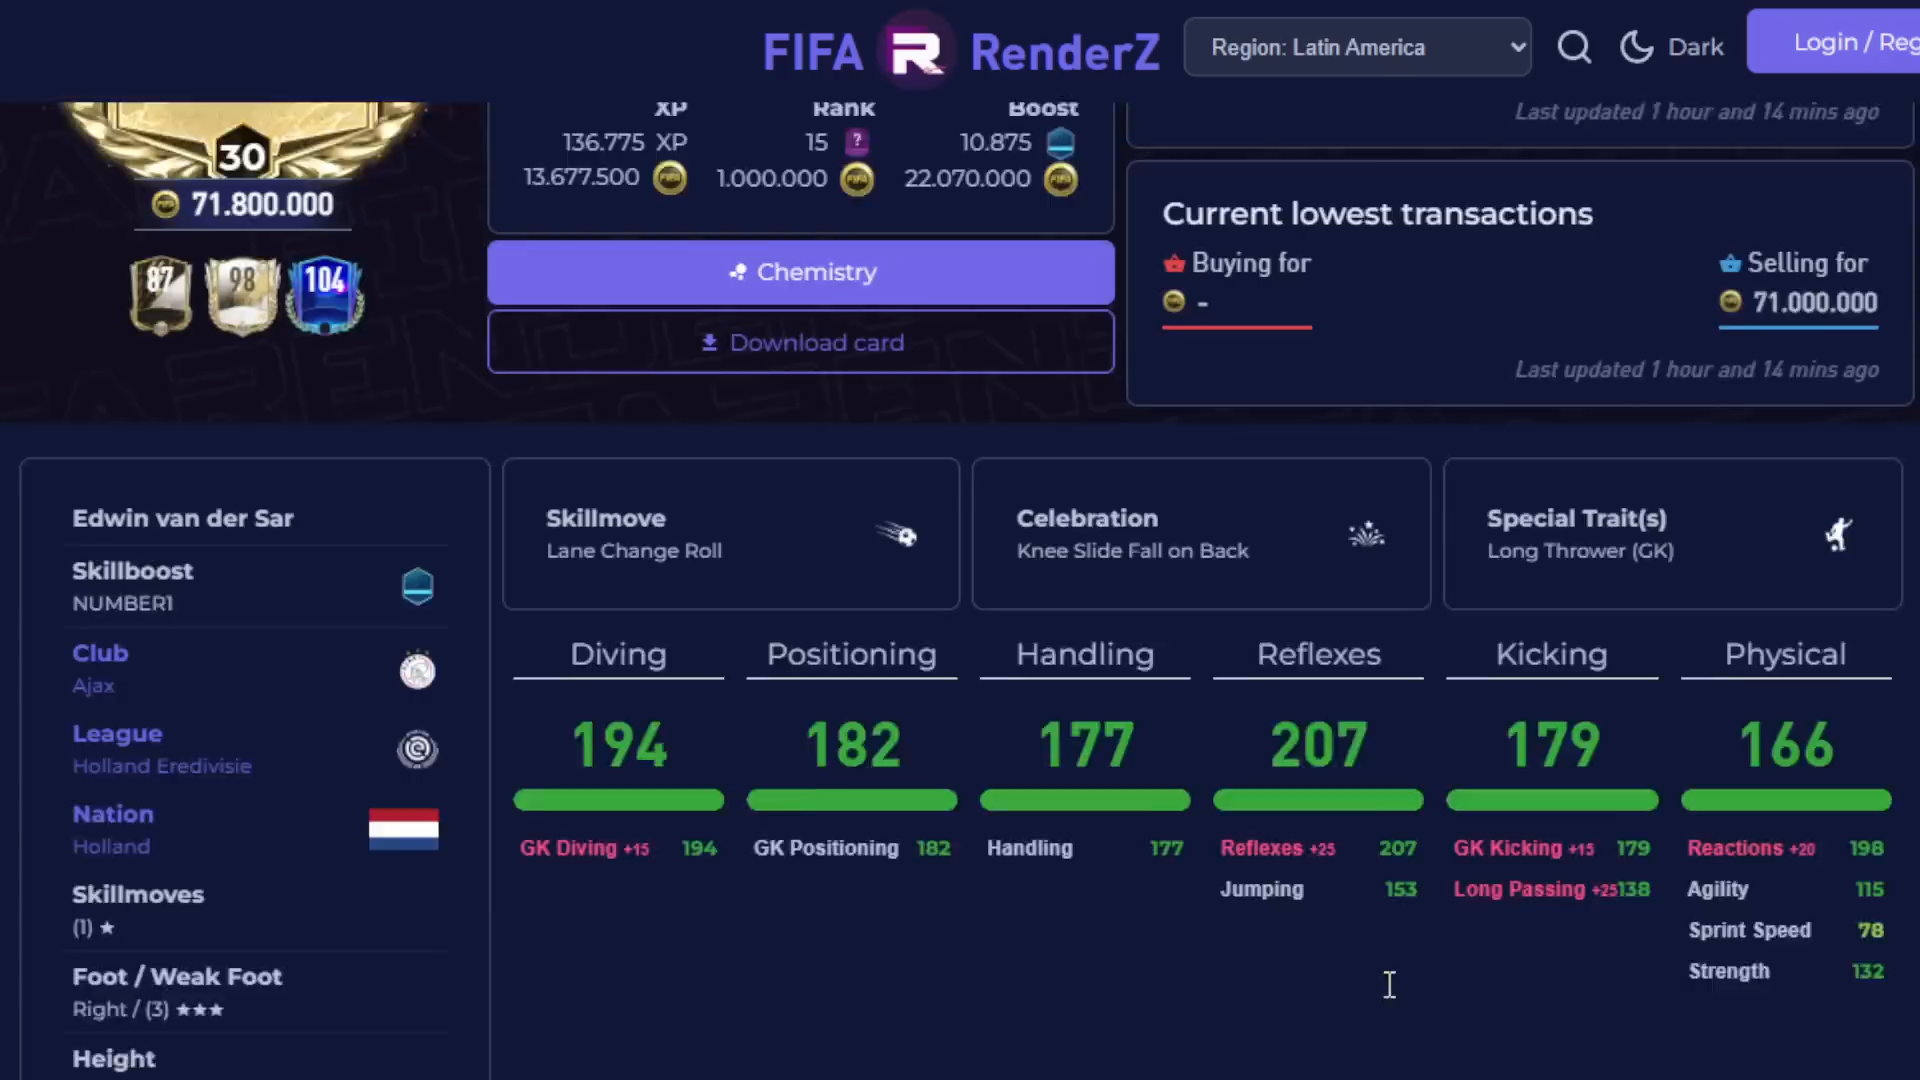 FIFA R RenderZ
Region: Latin America
Dark
Login / Reg
30
71.800.000
87 98 104
XP Rank Boost
136.775 XP 15 ? 10.875
13.677.500 1.000.000 22.070.000
Chemistry
Download card
Last updated 1 hour and 14 mins ago
Current lowest transactions
Buying for Selling for
- 71.000.000
Last updated 1 hour and 14 mins ago
Edwin van der Sar
Skillboost
NUMBER1
Club
Ajax
League
Holland Eredivisie
Nation
Holland
Skillmoves
(1) ★
Foot / Weak Foot
Right / (3) ★★★
Height
Skillmove
Lane Change Roll
Celebration
Knee Slide Fall on Back
Special Trait(s)
Long Thrower (GK)
Diving Positioning Handling Reflexes Kicking Physical
194 182 177 207 179 166
GK Diving +15 194 GK Positioning 182 Handling 177 Reflexes +25 207 GK Kicking +15 179 Reactions +20 198
Jumping 153 Long Passing +25 138 Agility 115
Sprint Speed 78
Strength 132